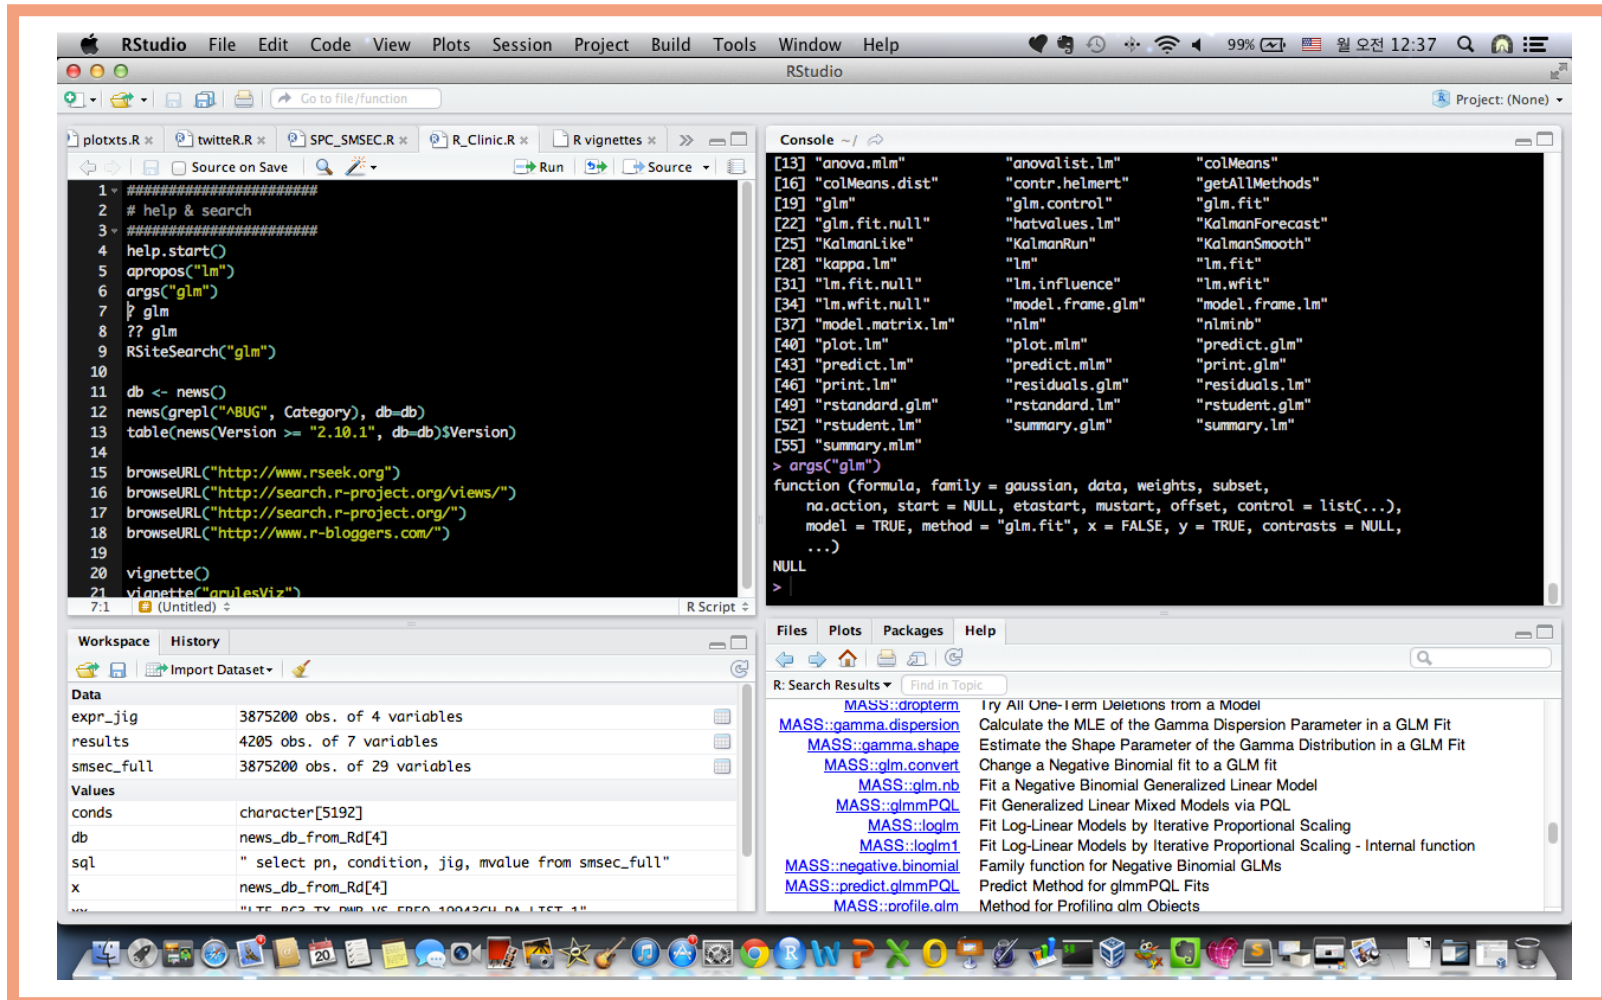 RStudio File Edit Code View Plots Session Project Build Tools Window Help 99% 월 오전 12:37
RStudio
Go to file/function Project: (None)
plotxts.R twitteR.R SPC_SMSEC.R R_Clinic.R R vignettes
Source on Save Run Source
1 #######################
2 # help & search
3 #######################
4 help.start()
5 apropos("lm")
6 args("glm")
7 ? glm
8 ?? glm
9 RSiteSearch("glm")
10
11 db <- news()
12 news(grepl("^BUG", Category), db=db)
13 table(news(Version >= "2.10.1", db=db)$Version)
14
15 browseURL("http://www.rseek.org")
16 browseURL("http://search.r-project.org/views/")
17 browseURL("http://search.r-project.org/")
18 browseURL("http://www.r-bloggers.com/")
19
20 vignette()
21 vignette("arulesViz")
7:1 (Untitled) R Script
Console ~/
[13] "anova.mlm" "anovalist.lm" "colMeans"
[16] "colMeans.dist" "contr.helmert" "getAllMethods"
[19] "glm" "glm.control" "glm.fit"
[22] "glm.fit.null" "hatvalues.lm" "KalmanForecast"
[25] "KalmanLike" "KalmanRun" "KalmanSmooth"
[28] "kappa.lm" "lm" "lm.fit"
[31] "lm.fit.null" "lm.influence" "lm.wfit"
[34] "lm.wfit.null" "model.frame.glm" "model.frame.lm"
[37] "model.matrix.lm" "nlm" "nlminb"
[40] "plot.lm" "plot.mlm" "predict.glm"
[43] "predict.lm" "predict.mlm" "print.glm"
[46] "print.lm" "residuals.glm" "residuals.lm"
[49] "rstandard.glm" "rstandard.lm" "rstudent.glm"
[52] "rstudent.lm" "summary.glm" "summary.lm"
[55] "summary.mlm"
> args("glm")
function (formula, family = gaussian, data, weights, subset,
na.action, start = NULL, etastart, mustart, offset, control = list(...),
model = TRUE, method = "glm.fit", x = FALSE, y = TRUE, contrasts = NULL,
...)
NULL
>
Workspace History
Import Dataset
Data
expr_jig 3875200 obs. of 4 variables
results 4205 obs. of 7 variables
smsec_full 3875200 obs. of 29 variables
Values
conds character[5192]
db news_db_from_Rd[4]
sql " select pn, condition, jig, mvalue from smsec_full"
x news_db_from_Rd[4]
Files Plots Packages Help
R: Search Results Find in Topic
MASS::dropterm Try All One-Term Deletions from a Model
MASS::gamma.dispersion Calculate the MLE of the Gamma Dispersion Parameter in a GLM Fit
MASS::gamma.shape Estimate the Shape Parameter of the Gamma Distribution in a GLM Fit
MASS::glm.convert Change a Negative Binomial fit to a GLM fit
MASS::glm.nb Fit a Negative Binomial Generalized Linear Model
MASS::glmmPQL Fit Generalized Linear Mixed Models via PQL
MASS::loglm Fit Log-Linear Models by Iterative Proportional Scaling
MASS::loglm1 Fit Log-Linear Models by Iterative Proportional Scaling - Internal function
MASS::negative.binomial Family function for Negative Binomial GLMs
MASS::predict.glmmPQL Predict Method for glmmPQL Fits
MASS::profile.glm Method for Profiling glm Objects
20